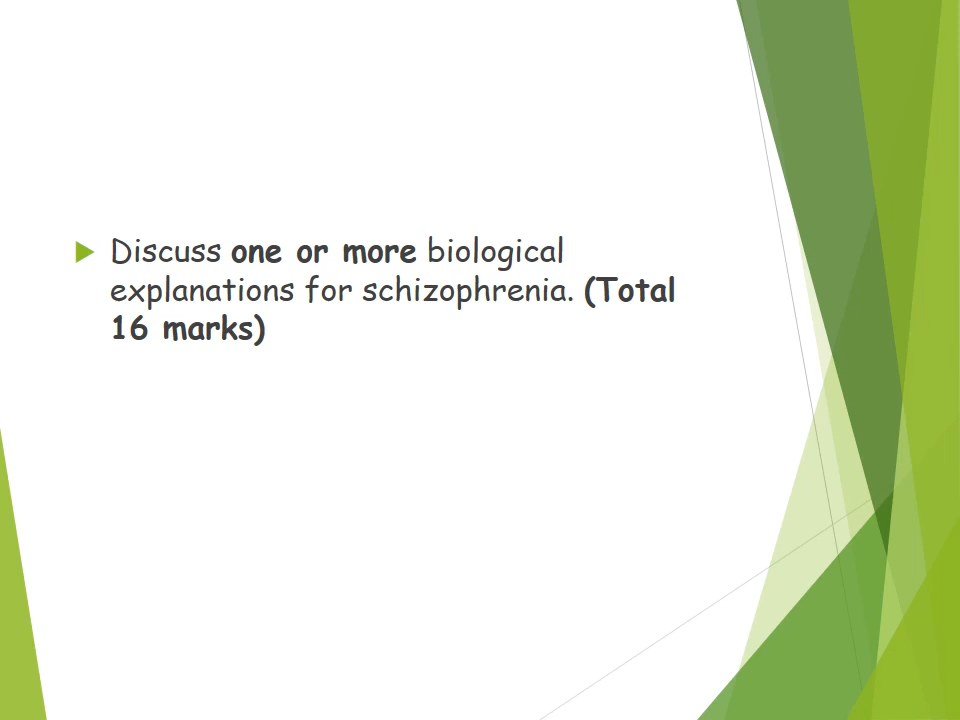 Discuss one or more biological
explanations for schizophrenia. (Total
16 marks)